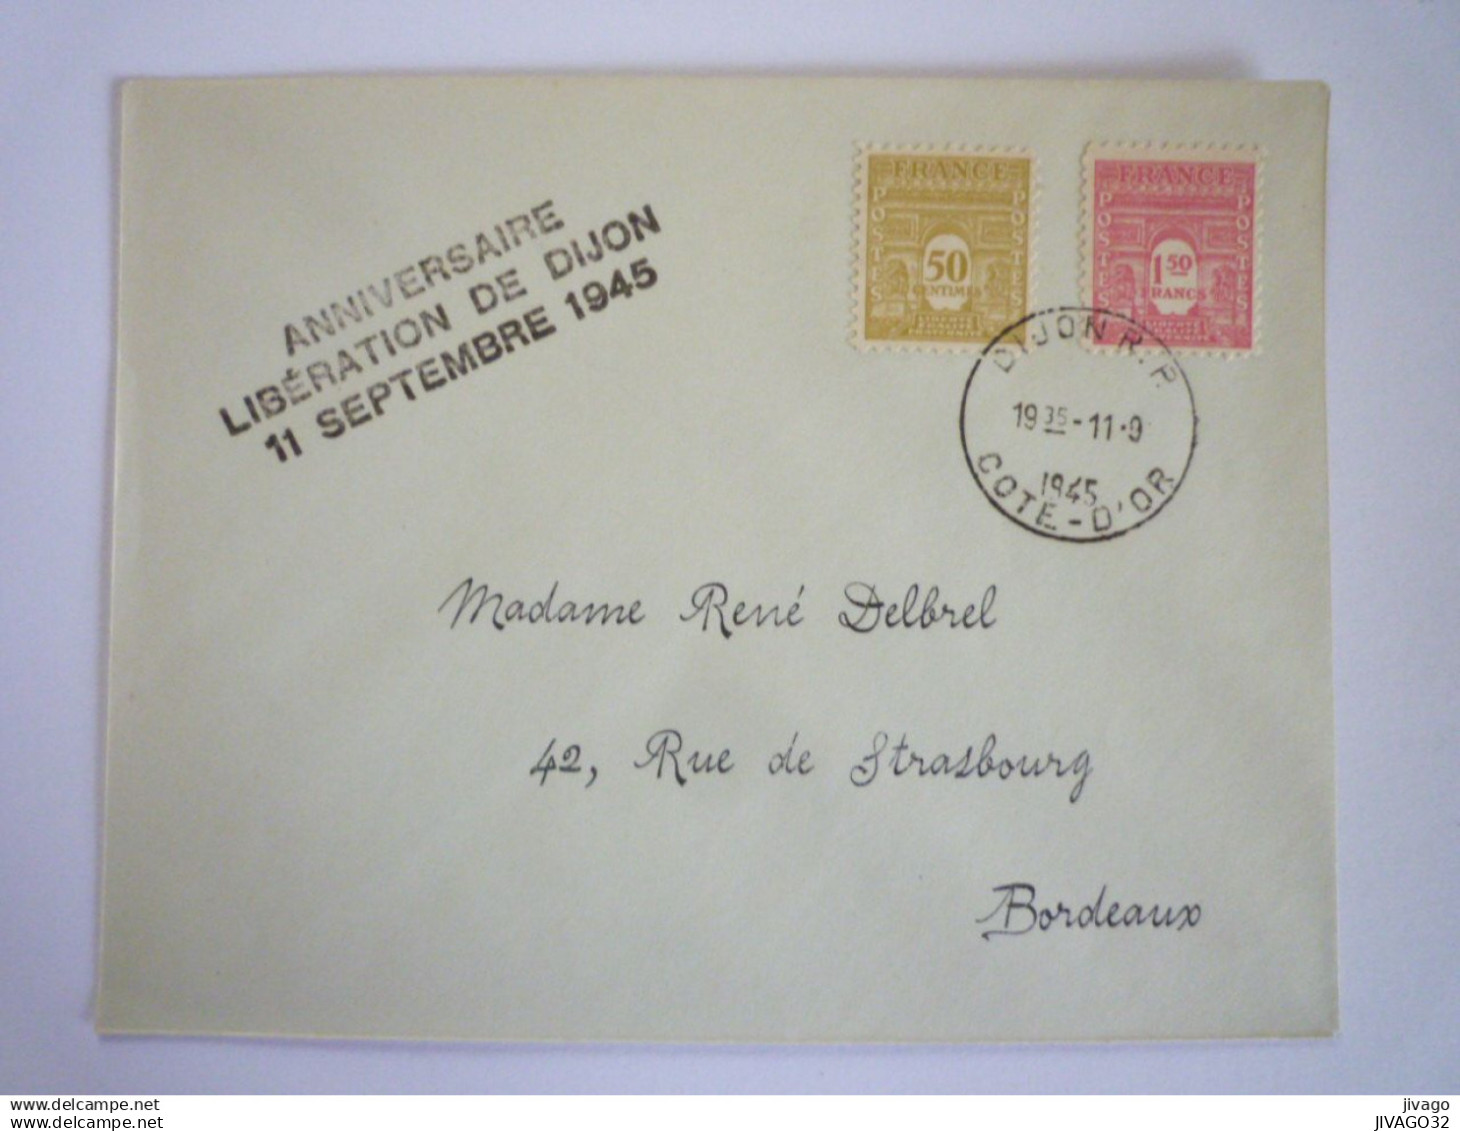 ANNIVERSAIRE
LIBÉRATION DE DIJON
11 SEPTEMBRE 1945
FRANCE
POSTES
POSTES
50
CENTIMES
FRANCE
POSTES
POSTES
1 50
FRANCS
DIJON R.P.
19 35 - 11 - 9
1945
COTE - D'OR
Madame René Delbrel
42, Rue de Strasbourg
Bordeaux
www.delcampe.net
www.delcampe.net
jivago
JIVAGO32